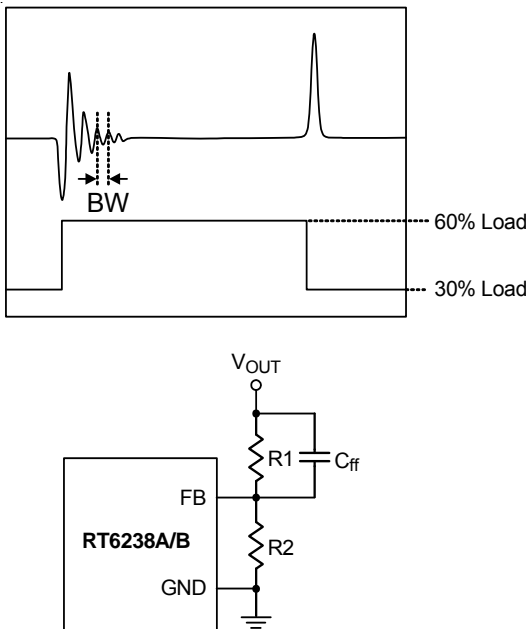 BW
60% Load
30% Load
VOUT
R1
Cff
FB
RT6238A/B
R2
GND